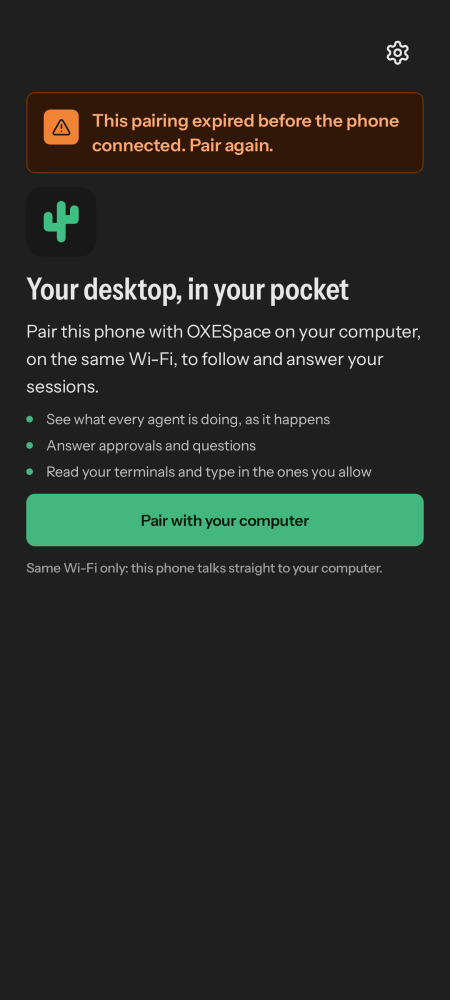 This pairing expired before the phone
connected. Pair again.
Your desktop, in your pocket
Pair this phone with OXESpace on your computer,
on the same Wi-Fi, to follow and answer your
sessions.
See what every agent is doing, as it happens
Answer approvals and questions
Read your terminals and type in the ones you allow
Pair with your computer
Same Wi-Fi only: this phone talks straight to your computer.